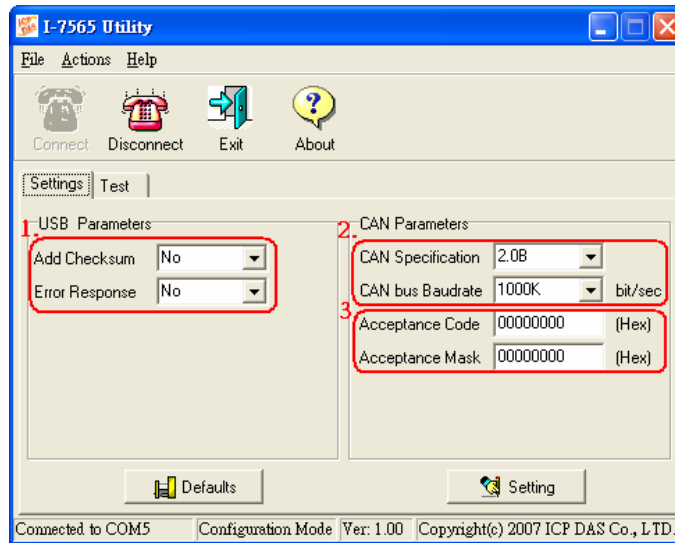 I-7565 Utility
File Actions Help
Connect Disconnect Exit About
Settings Test
1. USB Parameters
Add Checksum No
Error Response No
2. CAN Parameters
CAN Specification 2.0B
CAN bus Baudrate 1000K bit/sec
3.
Acceptance Code 00000000 (Hex)
Acceptance Mask 00000000 (Hex)
Defaults Setting
Connected to COM5 Configuration Mode Ver: 1.00 Copyright(c) 2007 ICP DAS Co., LTD.